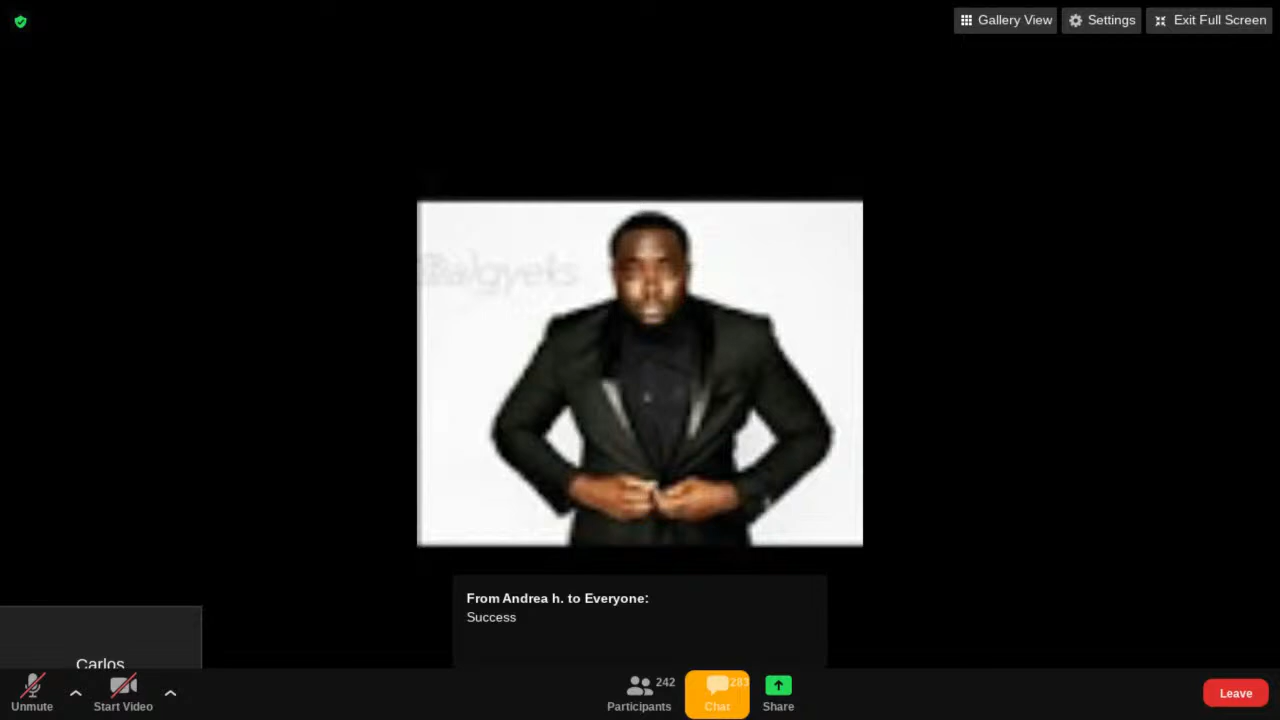 Gallery View
Settings
Exit Full Screen
From Andrea h. to Everyone:
Success
Carlos
Unmute
Start Video
242
Participants
283
Chat
Share
Leave